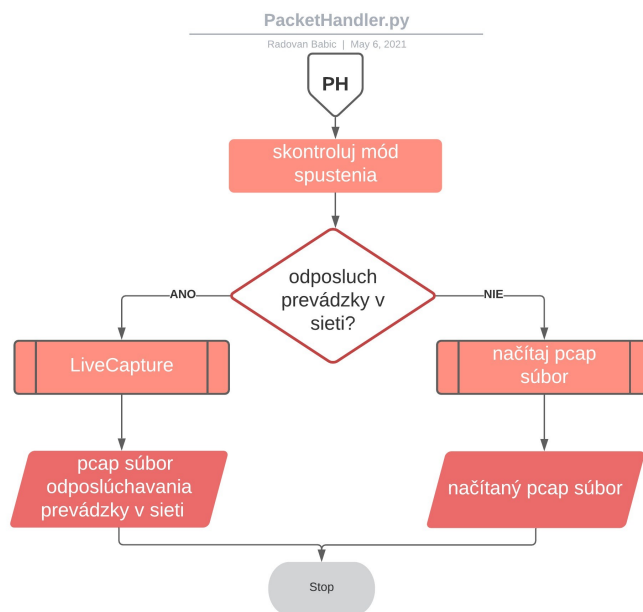 PacketHandler.py
Radovan Babic | May 6, 2021
PH
skontroluj mód
spustenia
odposluch
prevádzky v
sieti?
ANO
NIE
LiveCapture
načítaj pcap
súbor
pcap súbor
odposlúchavania
prevádzky v sieti
načítaný pcap súbor
Stop